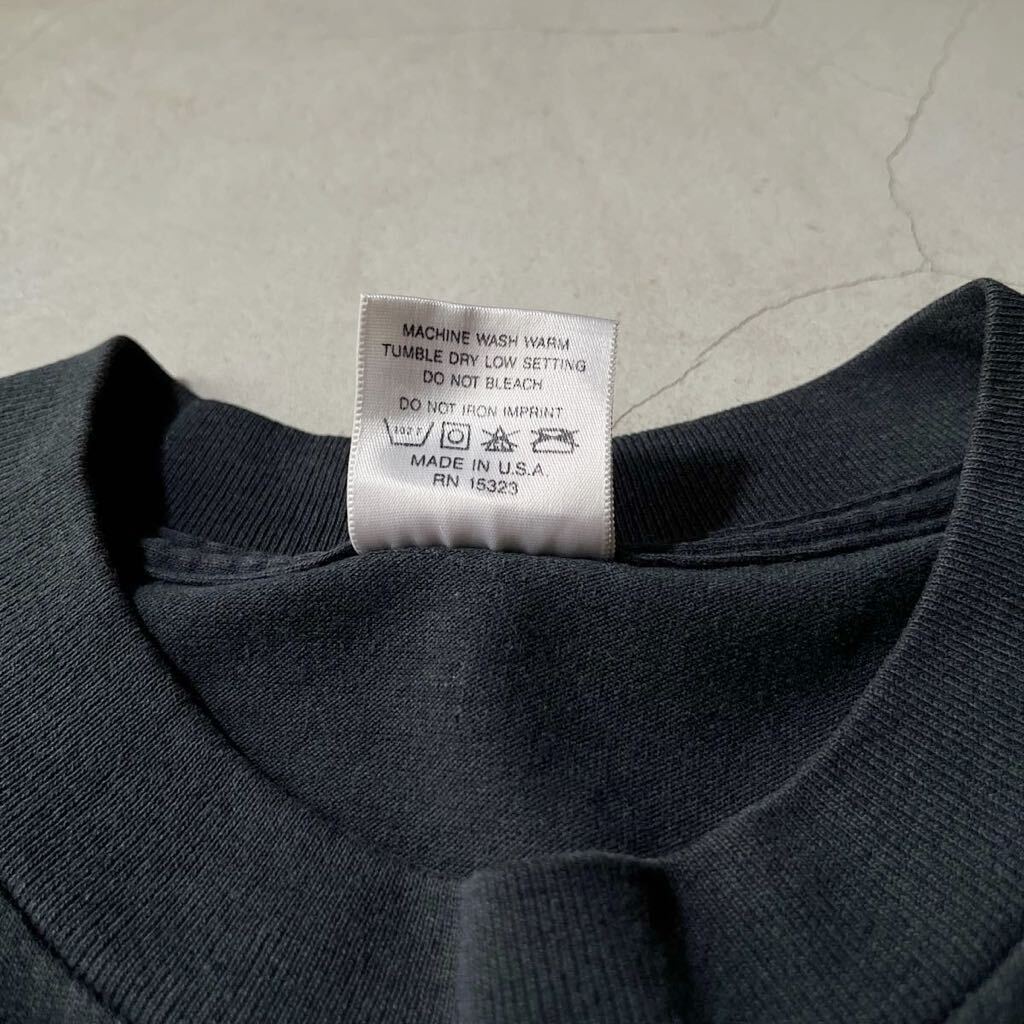 MACHINE WASH WARM
TUMBLE DRY LOW SETTING
DO NOT BLEACH
DO NOT IRON IMPRINT
MADE IN U.S.A.
RN 15323